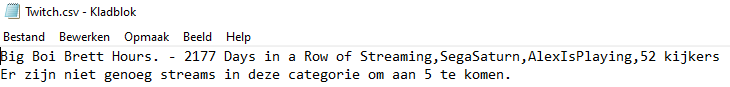 Twitch.csv - Kladblok
Bestand Bewerken Opmaak Beeld Help
Big Boi Brett Hours. - 2177 Days in a Row of Streaming,SegaSaturn,AlexIsPlaying,52 kijkers
Er zijn niet genoeg streams in deze categorie om aan 5 te komen.